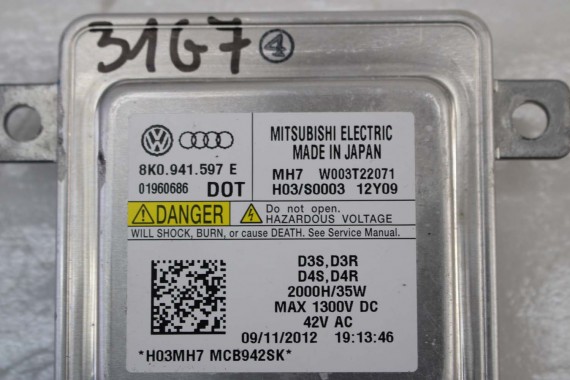 31G7 4
8K0.941.597 E
01960686 DOT
MITSUBISHI ELECTRIC
MADE IN JAPAN
MH7 W003T22071
H03/S0003 12Y09
DANGER
Do not open.
HAZARDOUS VOLTAGE
WILL SHOCK, BURN, or cause DEATH. See Service Manual.
D3S,D3R
D4S,D4R
2000H/35W
MAX 1300V DC
42V AC
09/11/2012 19:13:46
*H03MH7 MCB942SK*